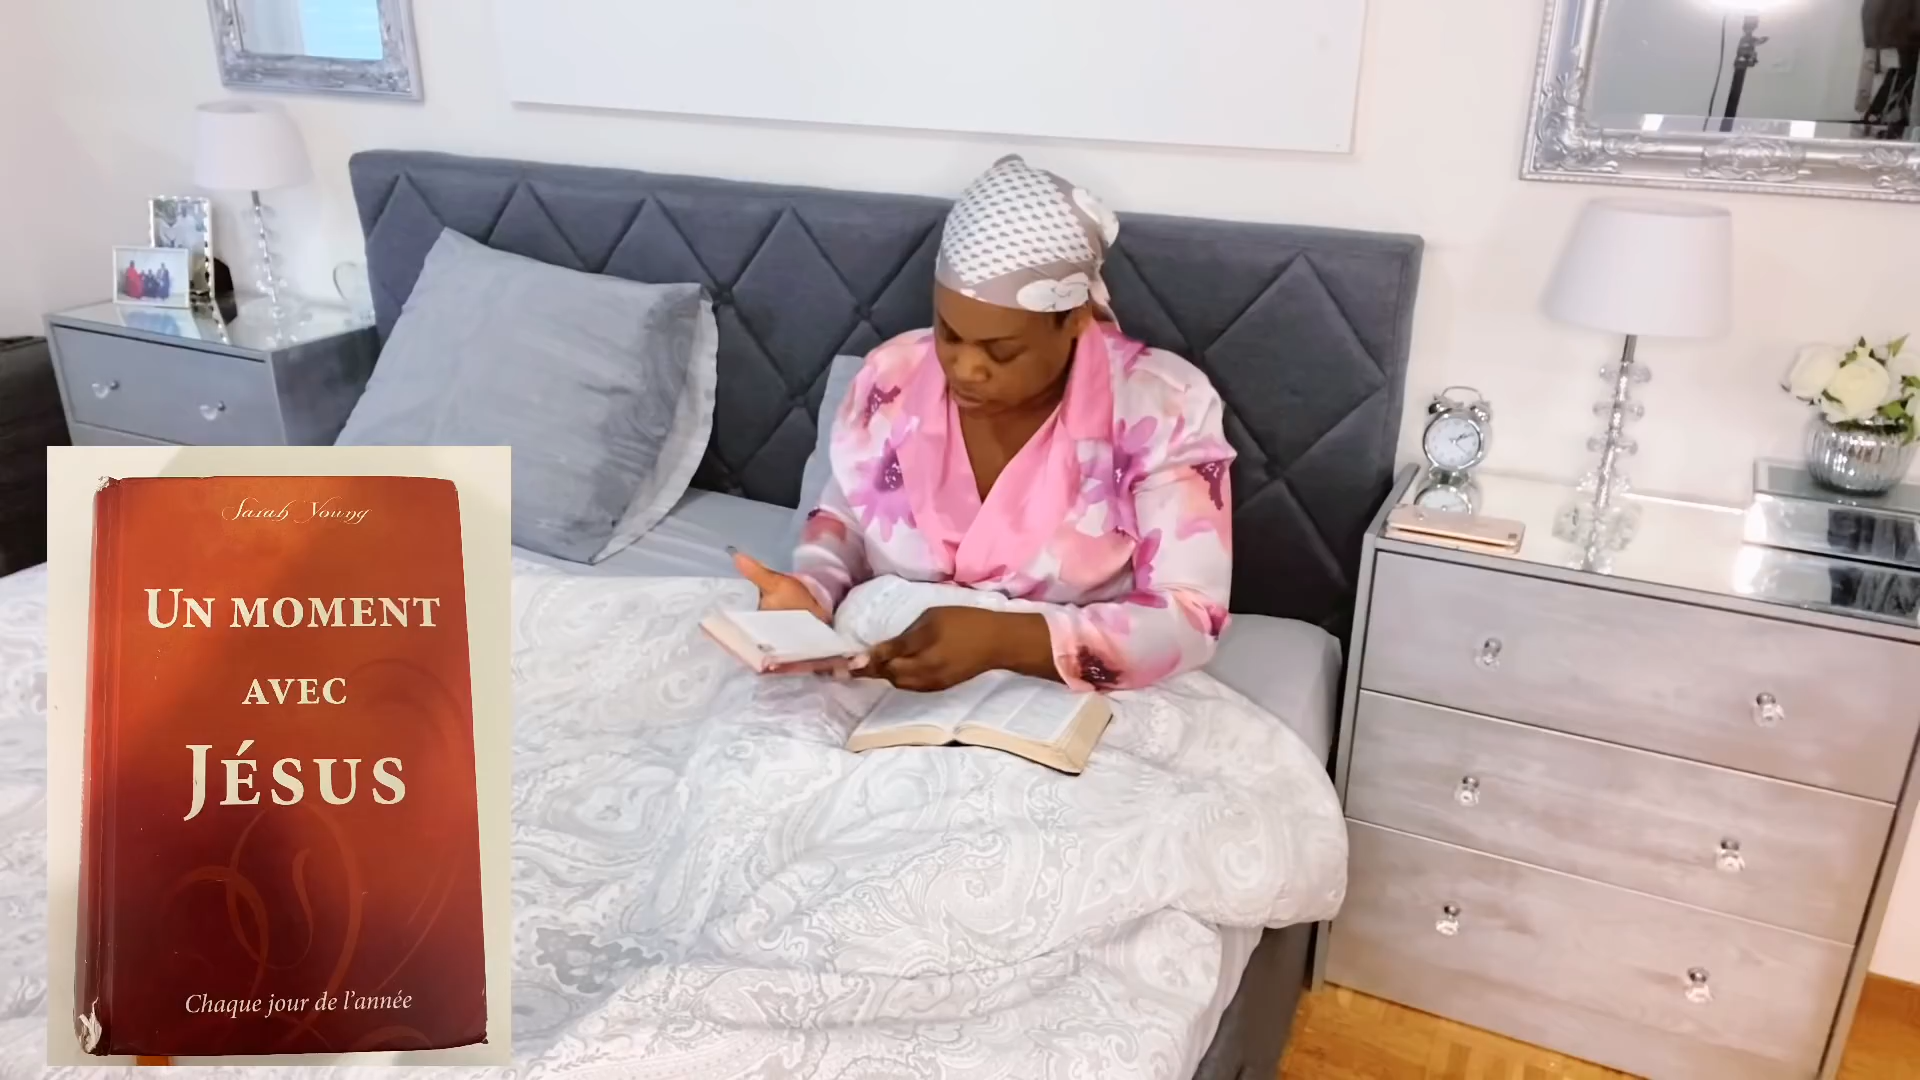 Sarah Young
UN MOMENT
AVEC
JÉSUS
Chaque jour de l'année